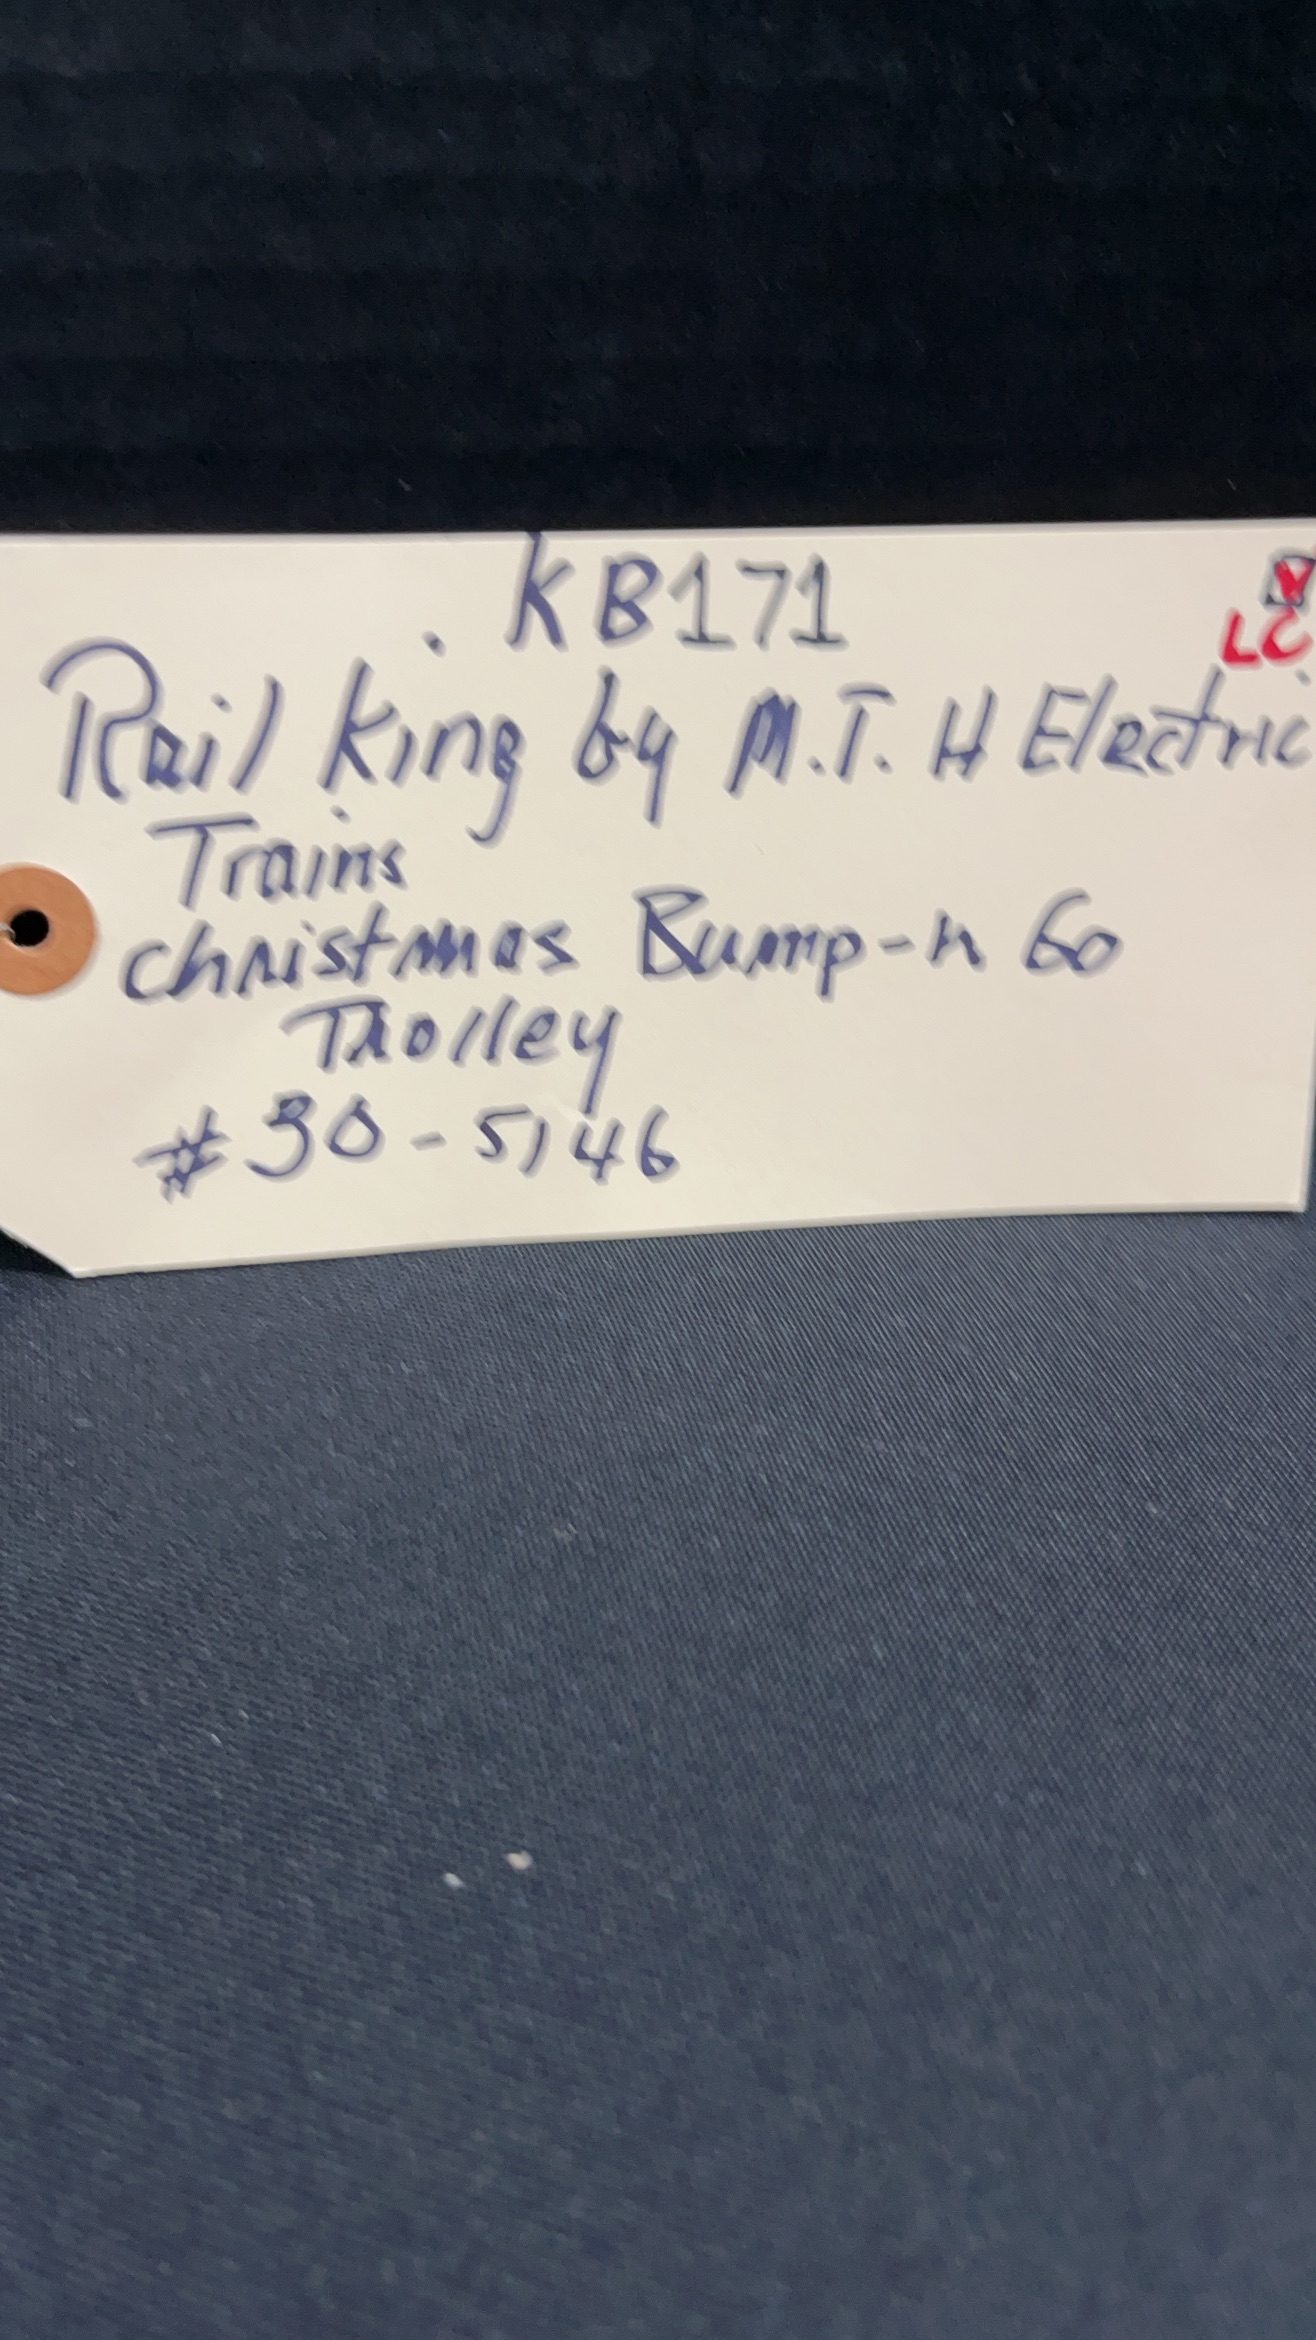 KB171
LC
Rail King by M.T. H Electric
Trains
christmas Bump-n Go
Trolley
#30-5146